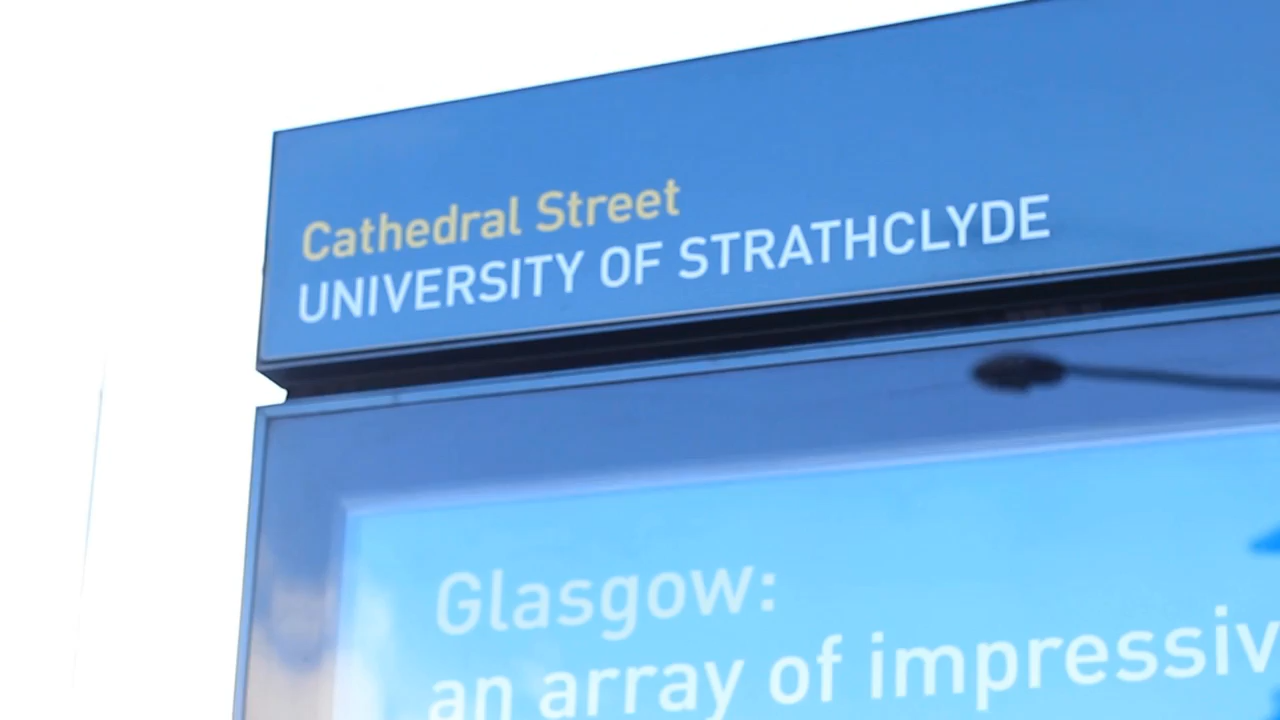 Cathedral Street
UNIVERSITY OF STRATHCLYDE
Glasgow:
an array of impressiv